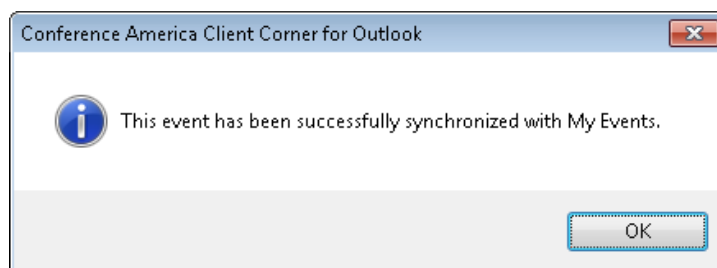 Conference America Client Corner for Outlook
This event has been successfully synchronized with My Events.
OK